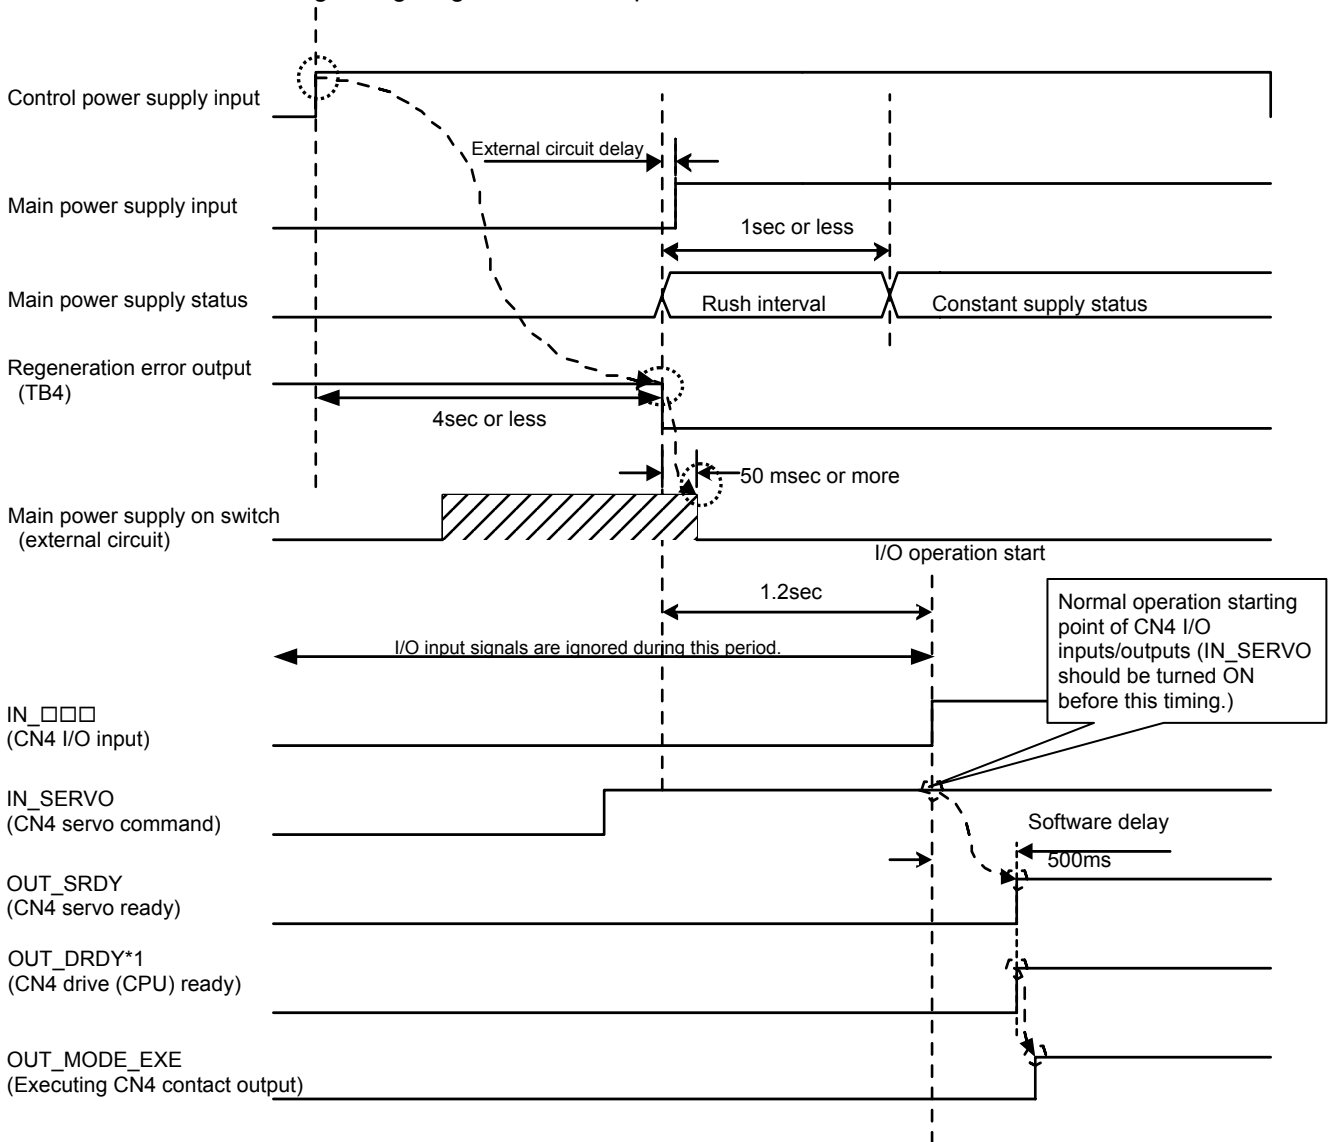 Control power supply input
External circuit delay
Main power supply input
1sec or less
Main power supply status
Rush interval
Constant supply status
Regeneration error output
(TB4)
4sec or less
50 msec or more
Main power supply on switch
(external circuit)
I/O operation start
1.2sec
Normal operation starting
point of CN4 I/O
inputs/outputs (IN_SERVO
should be turned ON
before this timing.)
I/O input signals are ignored during this period.
IN_□□□
(CN4 I/O input)
IN_SERVO
(CN4 servo command)
Software delay
500ms
OUT_SRDY
(CN4 servo ready)
OUT_DRDY*1
(CN4 drive (CPU) ready)
OUT_MODE_EXE
(Executing CN4 contact output)